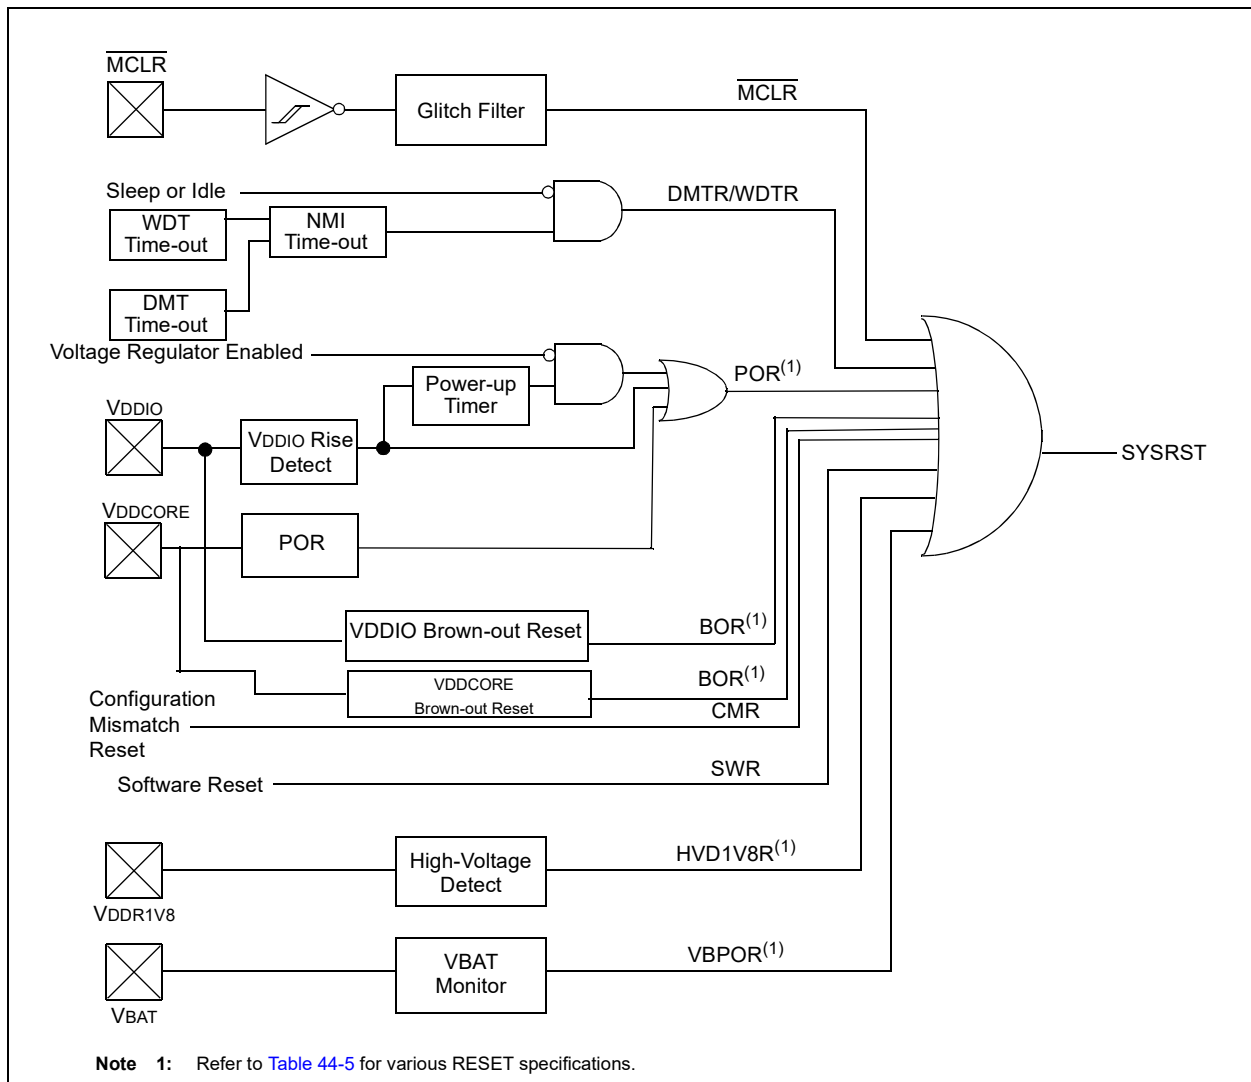 MCLR
Glitch Filter
MCLR
Sleep or Idle
DMTR/WDTR
WDT
Time-out
NMI
Time-out
DMT
Time-out
Voltage Regulator Enabled
Power-up
Timer
POR(1)
VDDIO
VDDIO Rise
Detect
SYSRST
VDDCORE
POR
VDDIO Brown-out Reset
BOR(1)
VDDCORE
Brown-out Reset
BOR(1)
Configuration
Mismatch
Reset
CMR
Software Reset
SWR
High-Voltage
Detect
HVD1V8R(1)
VDDR1V8
VBAT
Monitor
VBPOR(1)
VBAT
Note 1: Refer to Table 44-5 for various RESET specifications.